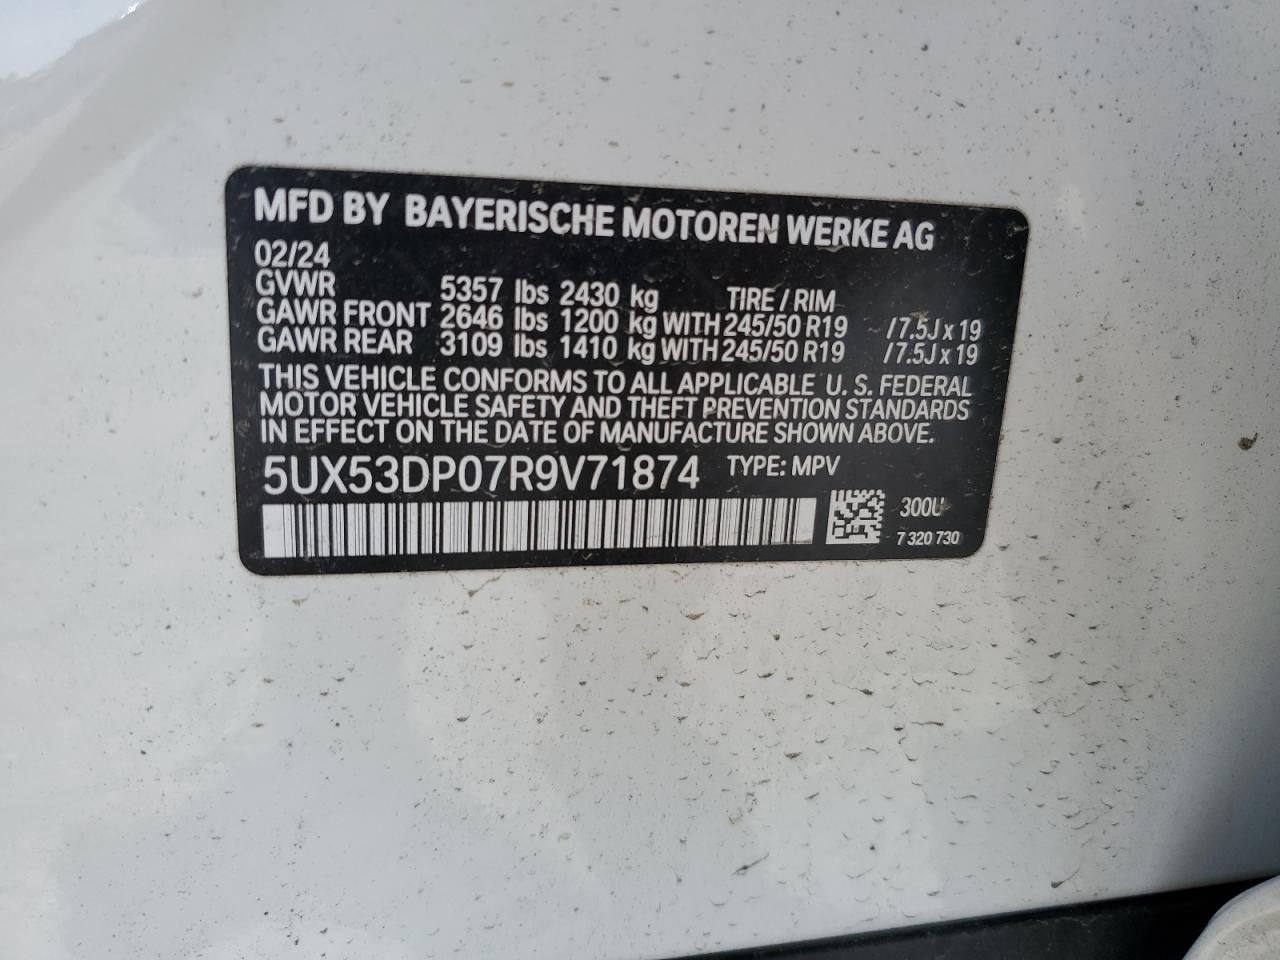 MFD BY BAYERISCHE MOTOREN WERKE AG
02/24
GVWR 5357 lbs 2430 kg TIRE / RIM
GAWR FRONT 2646 lbs 1200 kg WITH 245/50 R19 /7.5J x 19
GAWR REAR 3109 lbs 1410 kg WITH 245/50 R19 /7.5J x 19
THIS VEHICLE CONFORMS TO ALL APPLICABLE U. S. FEDERAL
MOTOR VEHICLE SAFETY AND THEFT PREVENTION STANDARDS
IN EFFECT ON THE DATE OF MANUFACTURE SHOWN ABOVE.
5UX53DP07R9V71874 TYPE: MPV
300U
7 320 730